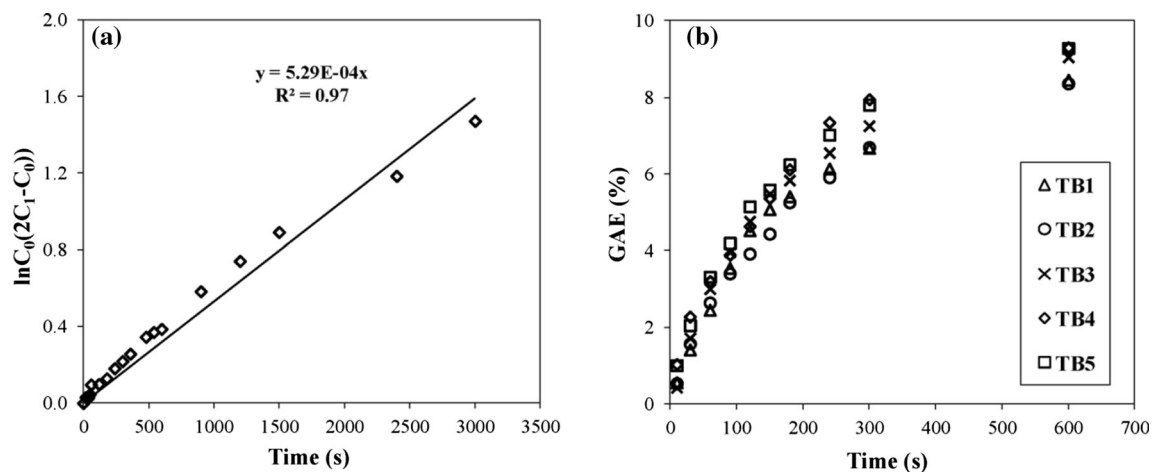 (a)
y = 5.29E-04x
R² = 0.97
lnC₀(2C₁-C₀))
2.0
1.6
1.2
0.8
0.4
0.0
0 500 1000 1500 2000 2500 3000 3500
Time (s)
(b)
GAE (%)
10
8
6
4
2
0
TB1
TB2
TB3
TB4
TB5
0 100 200 300 400 500 600 700
Time (s)